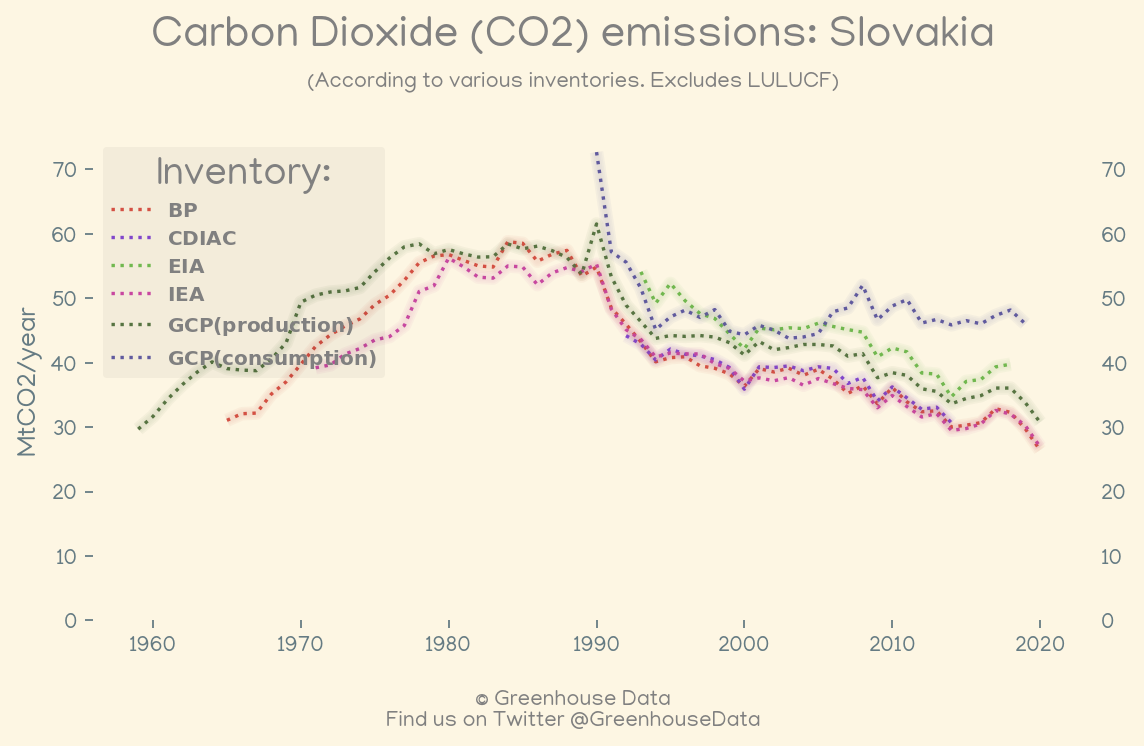 Carbon Dioxide (CO2) emissions: Slovakia
(According to various inventories. Excludes LULUCF)
Inventory:
BP
CDIAC
EIA
IEA
GCP(production)
GCP(consumption)
MtCO2/year
70
60
50
40
30
20
10
0
70
60
50
40
30
20
10
0
1960
1970
1980
1990
2000
2010
2020
© Greenhouse Data
Find us on Twitter @GreenhouseData